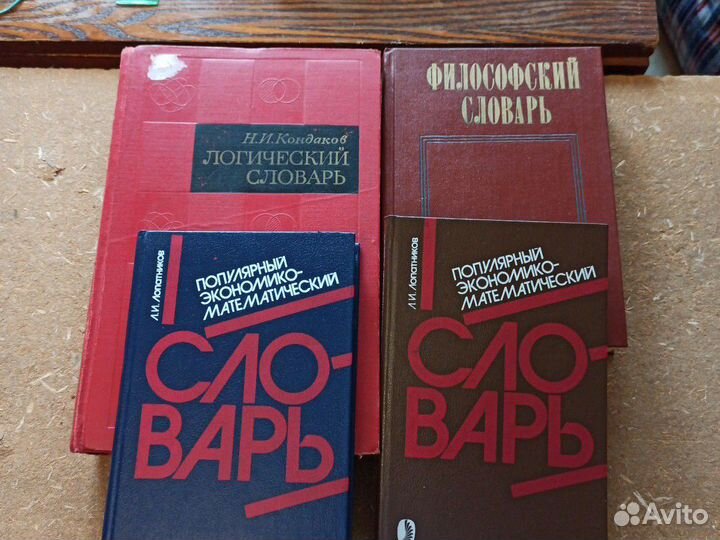 Н.И.Кондаков
ЛОГИЧЕСКИЙ
СЛОВАРЬ
ФИЛОСОФСКИЙ
СЛОВАРЬ
Л.И. Лопатников
ПОПУЛЯРНЫЙ
ЭКОНОМИКО-
МАТЕМАТИЧЕСКИЙ
СЛО-
ВАРЬ
Л.И. Лопатников
ПОПУЛЯРНЫЙ
ЭКОНОМИКО-
МАТЕМАТИЧЕСКИЙ
СЛО-
ВАРЬ
Avito